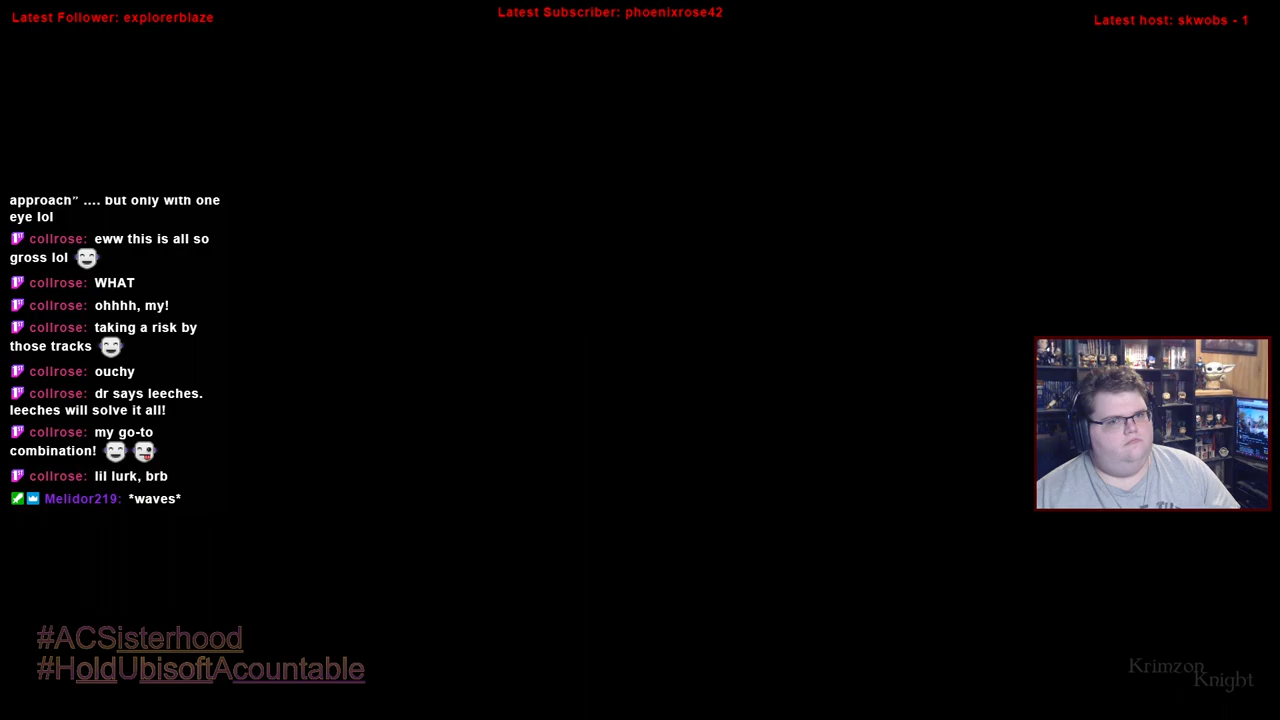 Latest Follower: explorerblaze
Latest Subscriber: phoenixrose42
Latest host: skwobs - 1
approach” .... but only with one
eye lol
collrose: eww this is all so
gross lol
collrose: WHAT
collrose: ohhhh, my!
collrose: taking a risk by
those tracks
collrose: ouchy
collrose: dr says leeches.
leeches will solve it all!
collrose: my go-to
combination!
collrose: lil lurk, brb
Melidor219: *waves*
#ACSisterhood
#HoldUbisoftAcountable
Krimzon
Knight